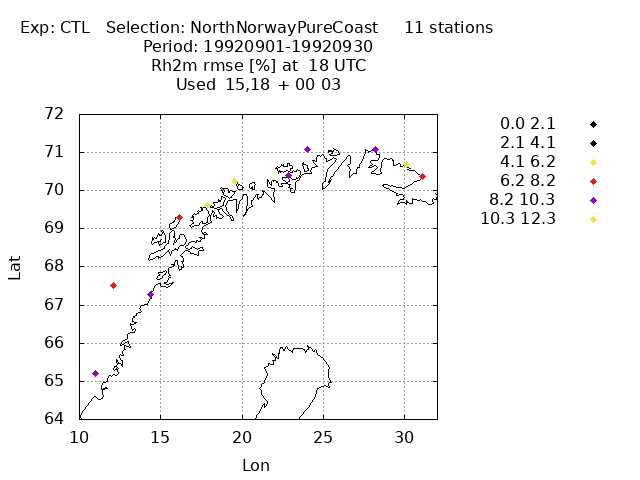 Exp: CTL   Selection: NorthNorwayPureCoast     11 stations
Period: 19920901-19920930
Rh2m rmse [%] at  18 UTC
Used  15,18  + 00 03
72
71
70
69
68
67
66
65
64
10 15 20 25 30
Lat
Lon
0.0 2.1
2.1 4.1
4.1 6.2
6.2 8.2
8.2 10.3
10.3 12.3